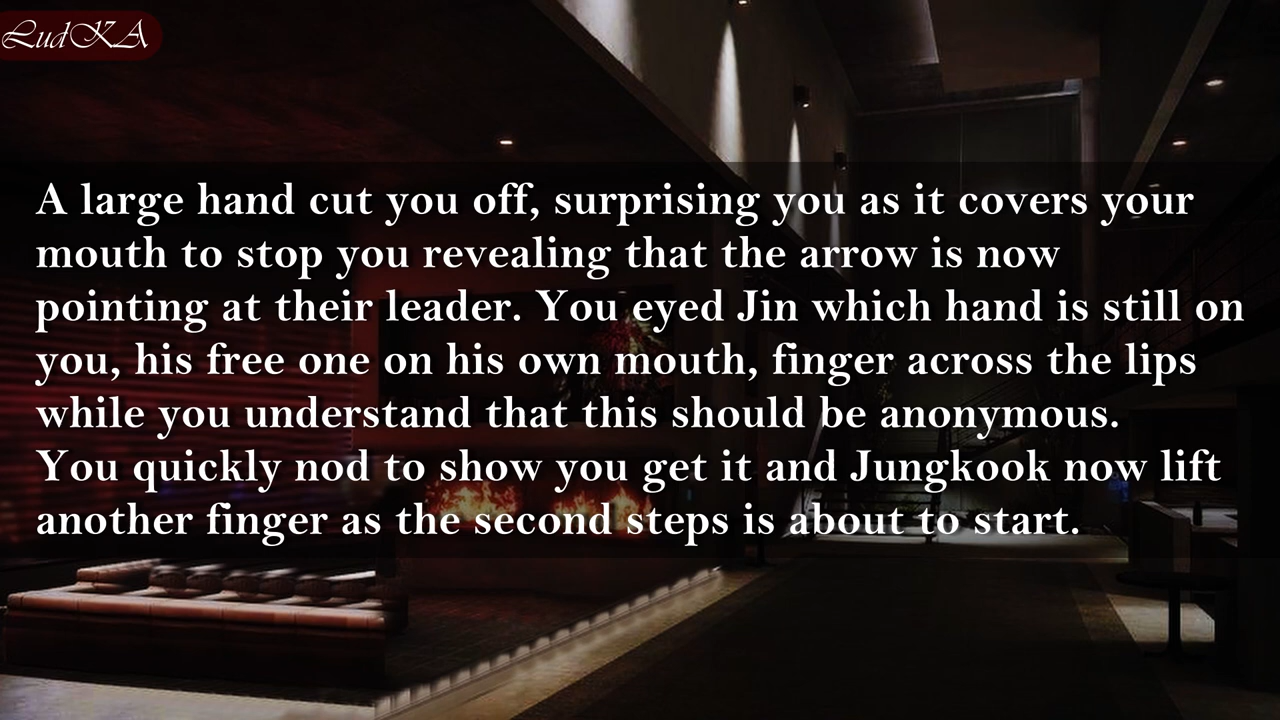 LudKA
A large hand cut you off, surprising you as it covers your
mouth to stop you revealing that the arrow is now
pointing at their leader. You eyed Jin which hand is still on
you, his free one on his own mouth, finger across the lips
while you understand that this should be anonymous.
You quickly nod to show you get it and Jungkook now lift
another finger as the second steps is about to start.